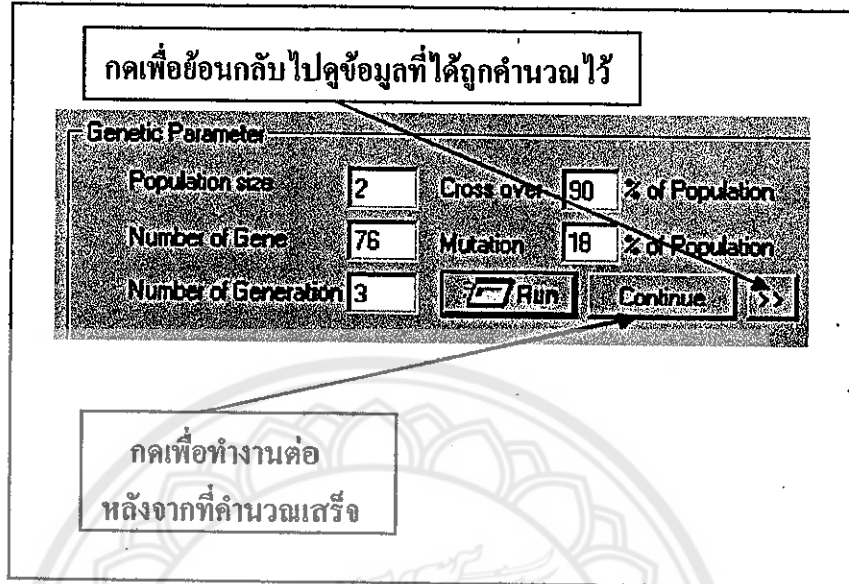 กดเพื่อย้อนกลับไปดูข้อมูลที่ได้ถูกคำนวณไว้
Genetic Parameter
Population size 2 Cross over 90 % of Population
Number of Gene 76 Mutation 18 % of Population
Number of Generation 3 Run Continue >>
กดเพื่อทำงานต่อ
หลังจากที่คำนวณเสร็จ